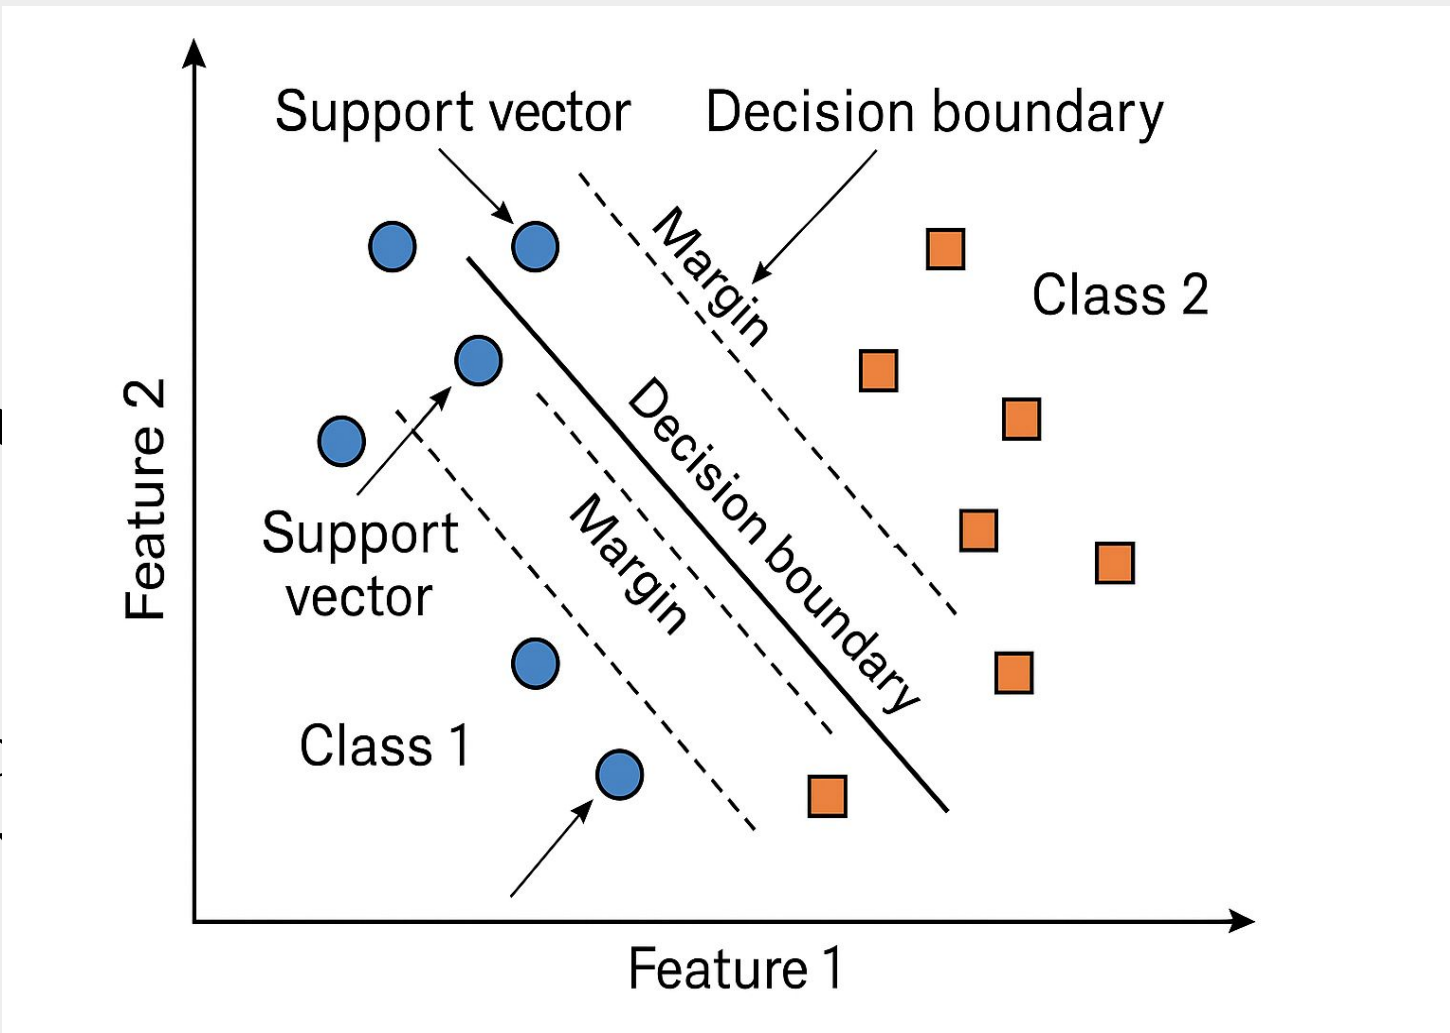 Support vector
Decision boundary
Margin
Class 2
Feature 2
Decision boundary
Margin
Support
vector
Class 1
Feature 1